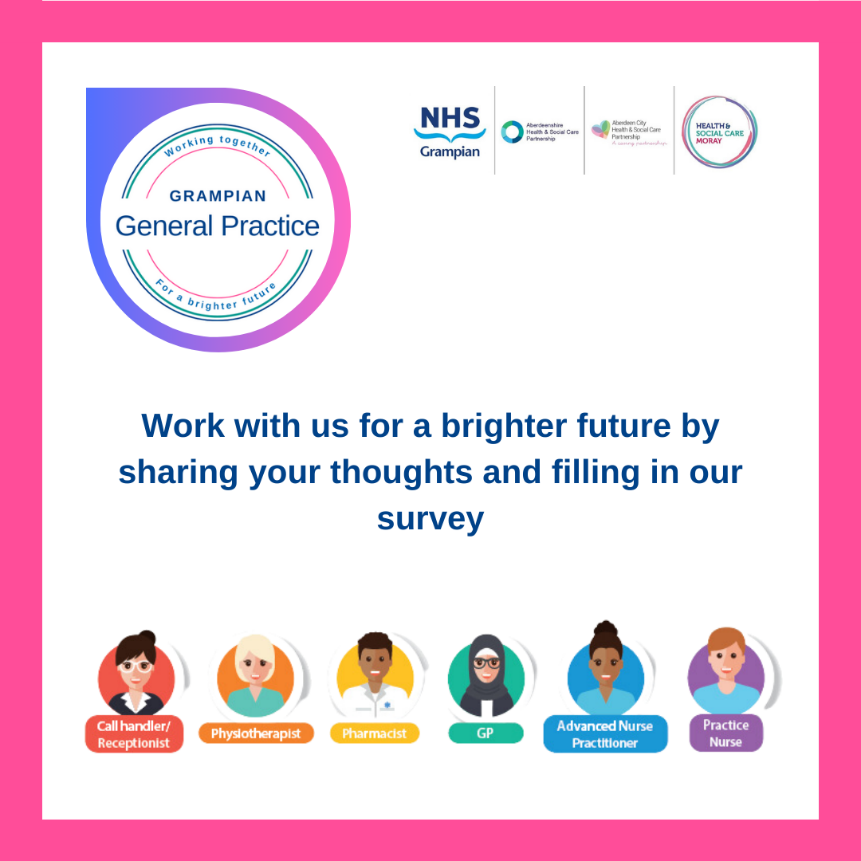 Working together
GRAMPIAN
General Practice
For a brighter future
NHS
Grampian
Aberdeenshire
Health & Social Care
Partnership
Aberdeen City
Health & Social Care
Partnership
A caring partnership
HEALTH &
SOCIAL CARE
MORAY
Work with us for a brighter future by
sharing your thoughts and filling in our
survey
Call handler/
Receptionist
Physiotherapist
Pharmacist
GP
Advanced Nurse
Practitioner
Practice
Nurse